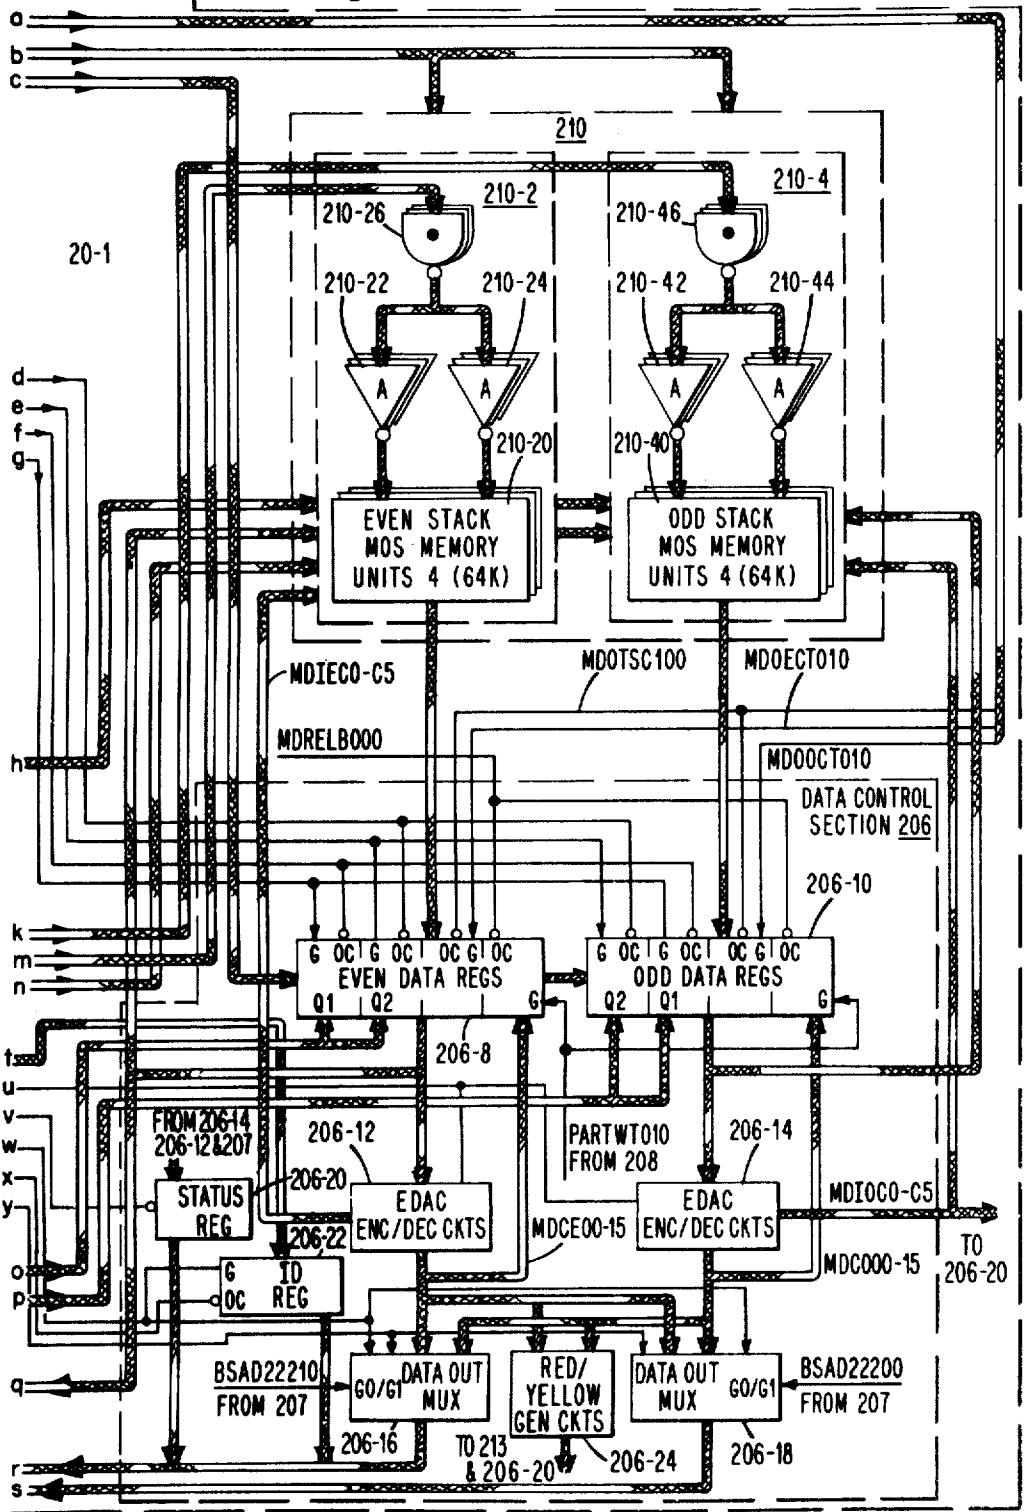 a
b
c
210
210-2
210-4
210-26
210-46
20-1
210-22
210-24
210-42
210-44
d
e
f
g
A
A
A
A
210-20
210-40
EVEN STACK
MOS MEMORY
UNITS 4 (64K)
ODD STACK
MOS MEMORY
UNITS 4 (64K)
MDIEC0-C5
MDOTSC100
MDOECT010
MDRELB000
MDOOCT010
h
DATA CONTROL
SECTION 206
206-10
k
m
n
G OC G OC OC G OC
EVEN DATA REGS
Q1 Q2 G
G OC G OC OC G OC
ODD DATA REGS
Q2 Q1 G
206-8
t
u
v
w
x
y
FROM 206-14
206-12 & 207
206-12
PARTWT010
FROM 208
206-14
206-20
STATUS
REG
EDAC
ENC/DEC CKTS
MDCE00-15
EDAC
ENC/DEC CKTS
MDIOC0-C5
206-22
TO
206-20
MDCO00-15
o
p
G ID
OC REG
q
BSAD22210
FROM 207
G0/G1
DATA OUT
MUX
RED/
YELLOW
GEN CKTS
DATA OUT
MUX
G0/G1
BSAD22200
FROM 207
206-16
TO 213
& 206-20
206-24
206-18
r
s